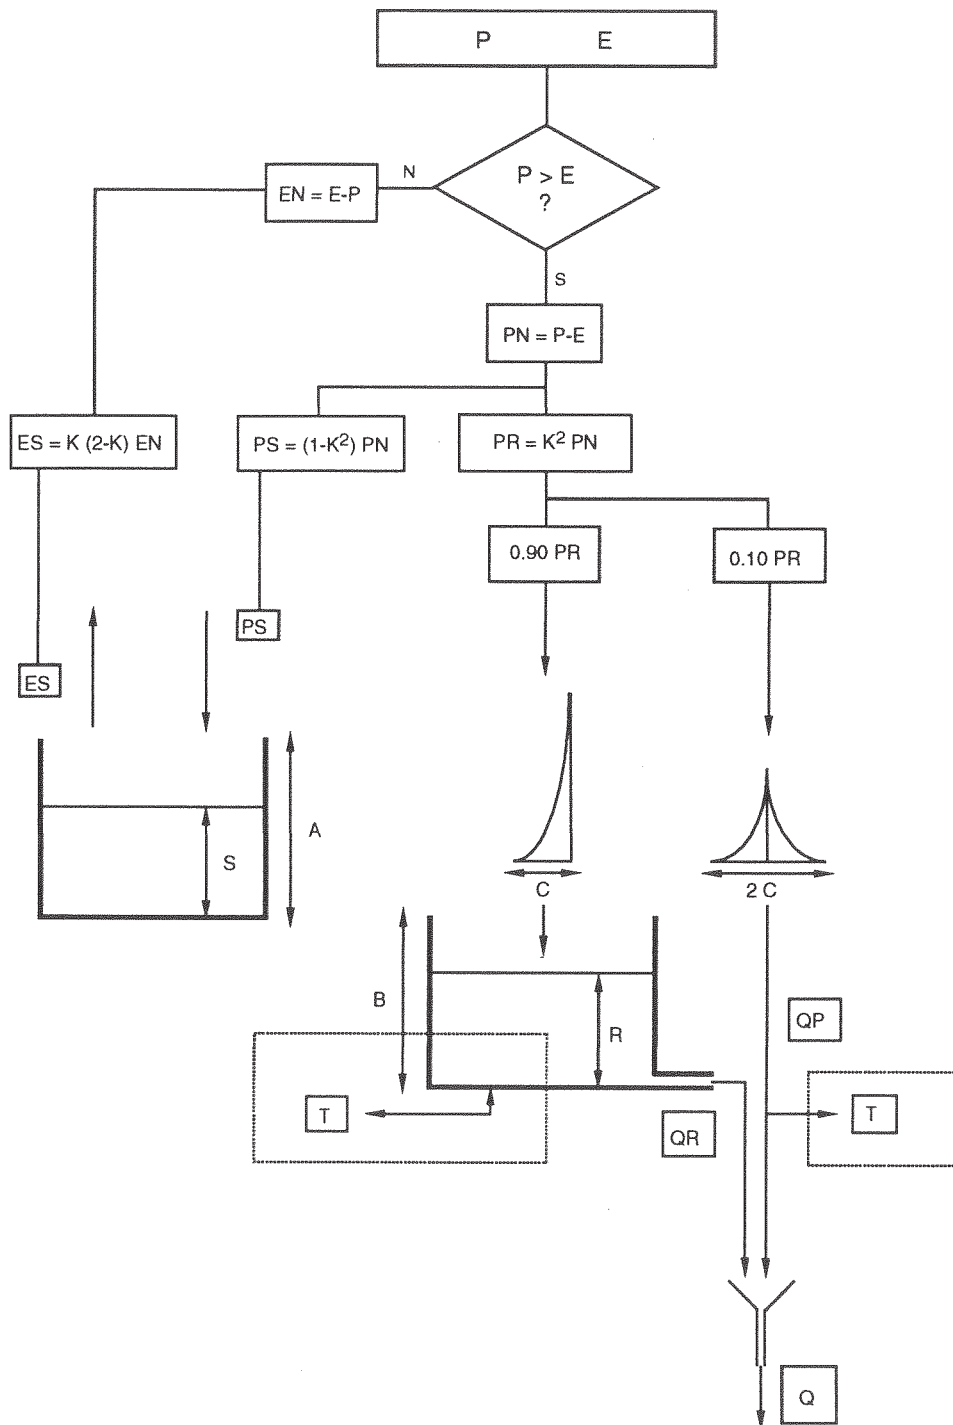 P E
P > E
?
N
EN = E-P
S
PN = P-E
ES = K (2-K) EN
PS = (1-K²) PN
PR = K² PN
0.90 PR
0.10 PR
PS
ES
A
S
C
2 C
B
R
QP
T
T
QR
Q